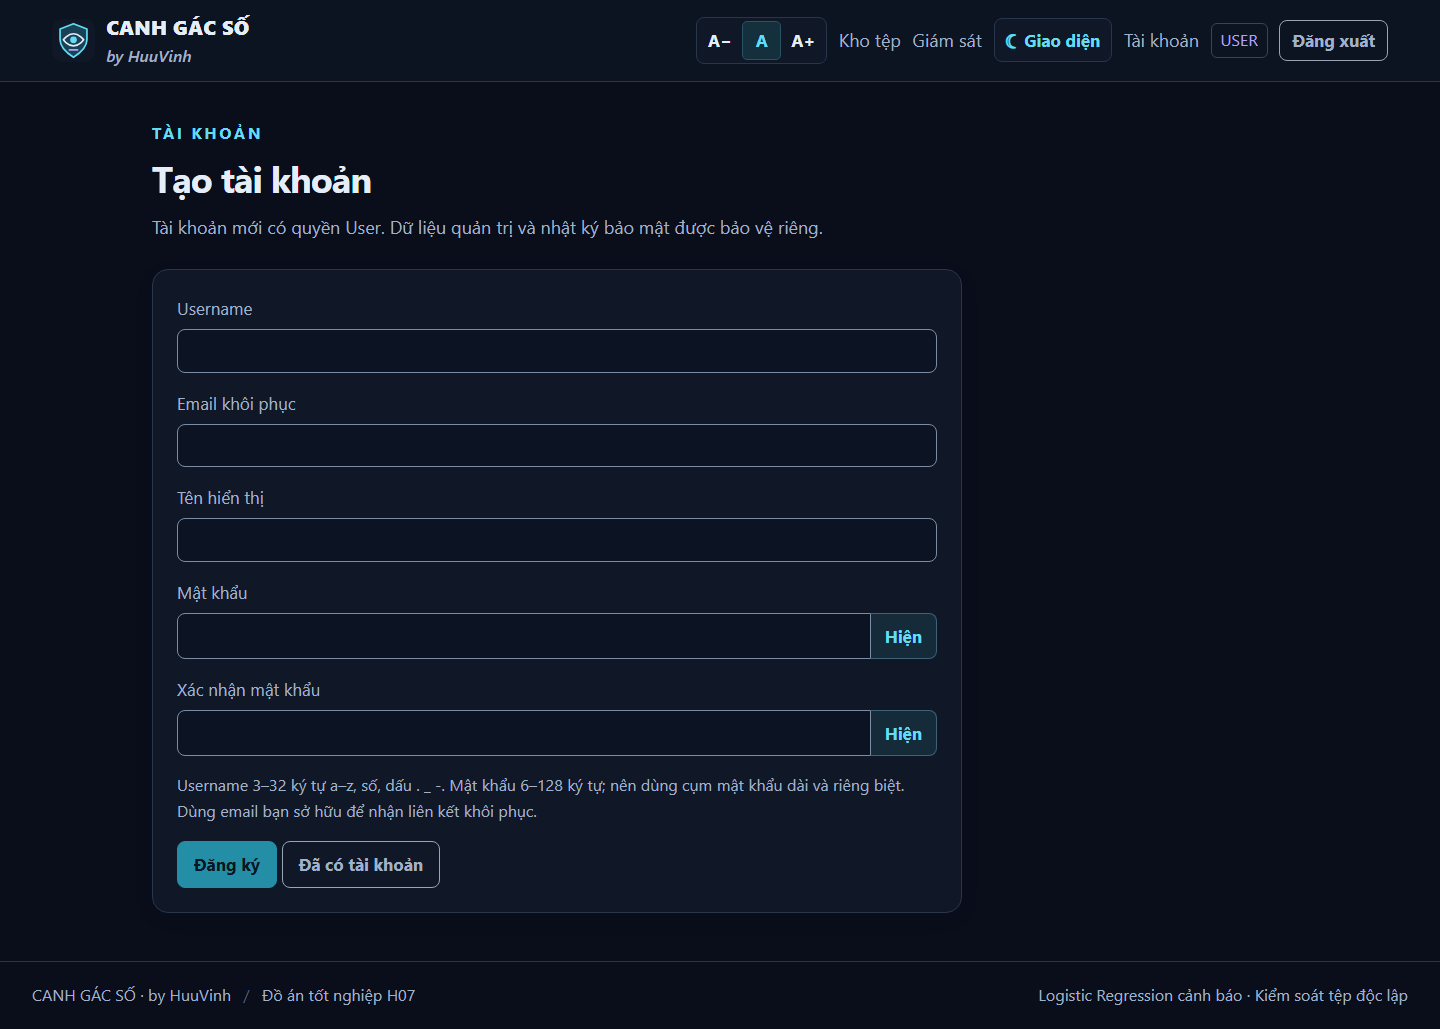 CANH GÁC SỐ
by HuuVinh
A− A A+ Kho tệp Giám sát Giao diện Tài khoản USER Đăng xuất
TÀI KHOẢN
Tạo tài khoản
Tài khoản mới có quyền User. Dữ liệu quản trị và nhật ký bảo mật được bảo vệ riêng.
Username
Email khôi phục
Tên hiển thị
Mật khẩu
Hiện
Xác nhận mật khẩu
Hiện
Username 3–32 ký tự a–z, số, dấu . _ -. Mật khẩu 6–128 ký tự; nên dùng cụm mật khẩu dài và riêng biệt.
Dùng email bạn sở hữu để nhận liên kết khôi phục.
Đăng ký Đã có tài khoản
CANH GÁC SỐ · by HuuVinh / Đồ án tốt nghiệp H07
Logistic Regression cảnh báo · Kiểm soát tệp độc lập